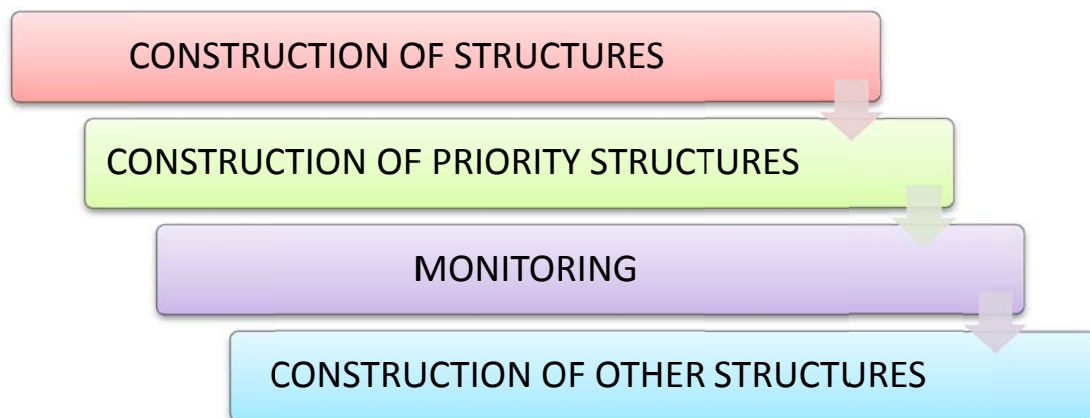 CONSTRUCTION OF STRUCTURES
CONSTRUCTION OF PRIORITY STRUCTURES
MONITORING
CONSTRUCTION OF OTHER STRUCTURES